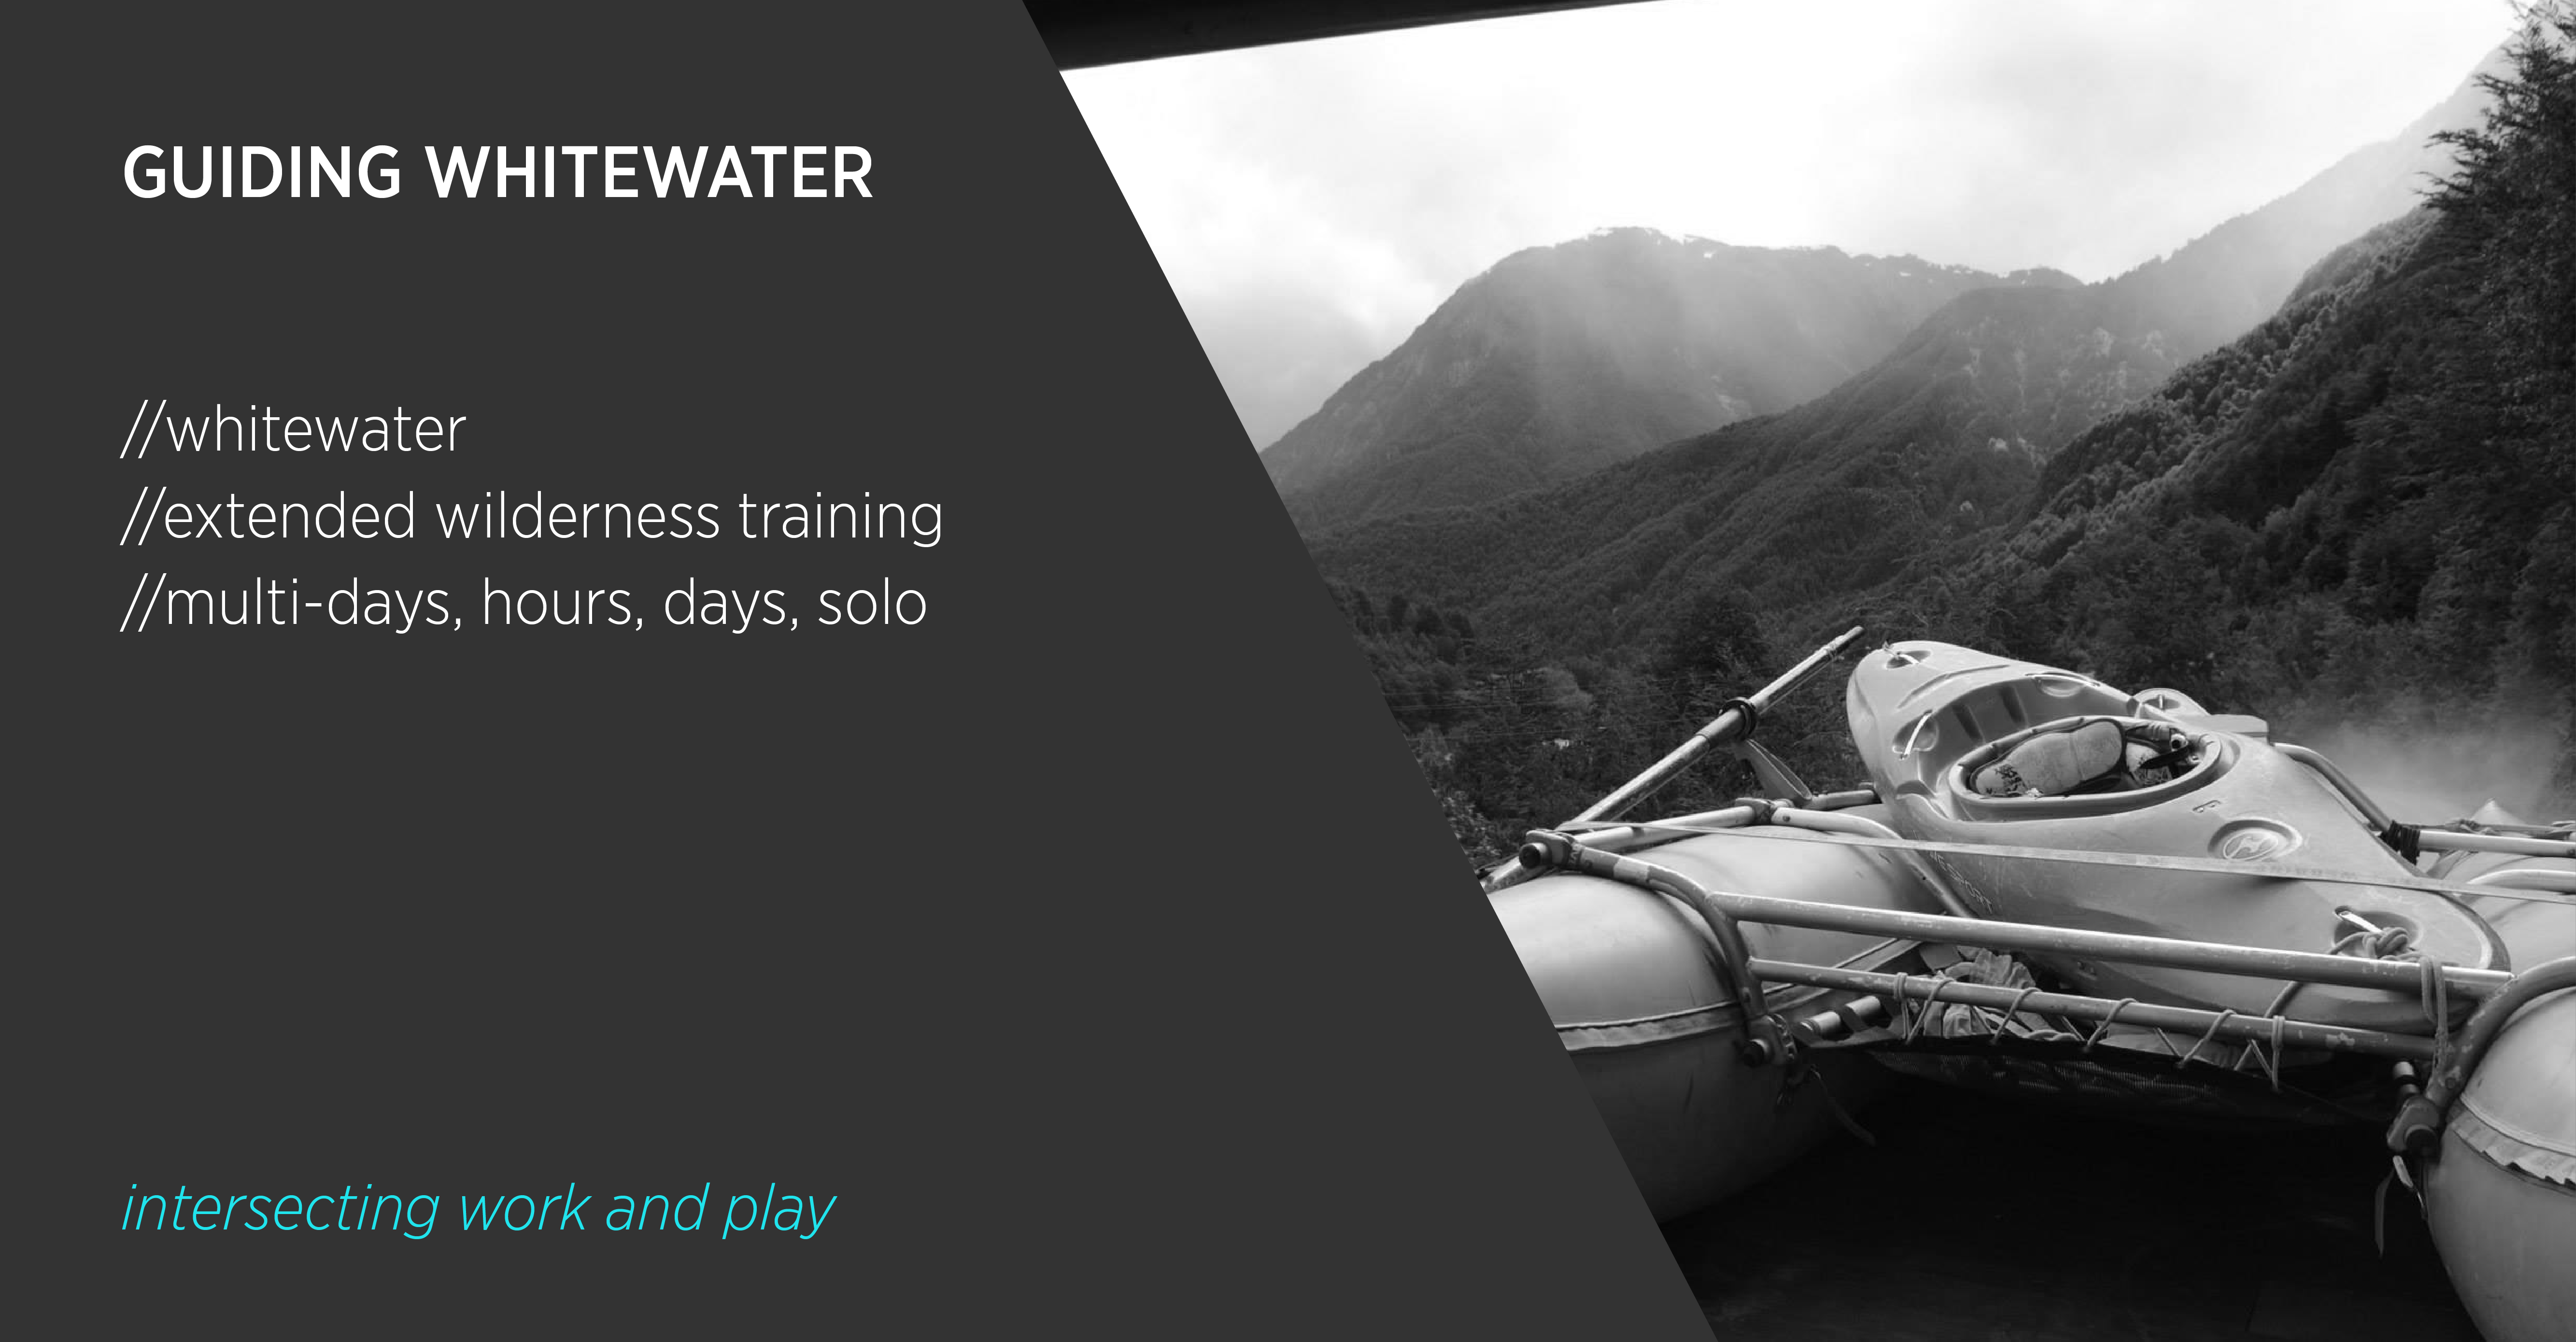 GUIDING WHITEWATER
//whitewater
//extended wilderness training
//multi-days, hours, days, solo
intersecting work and play